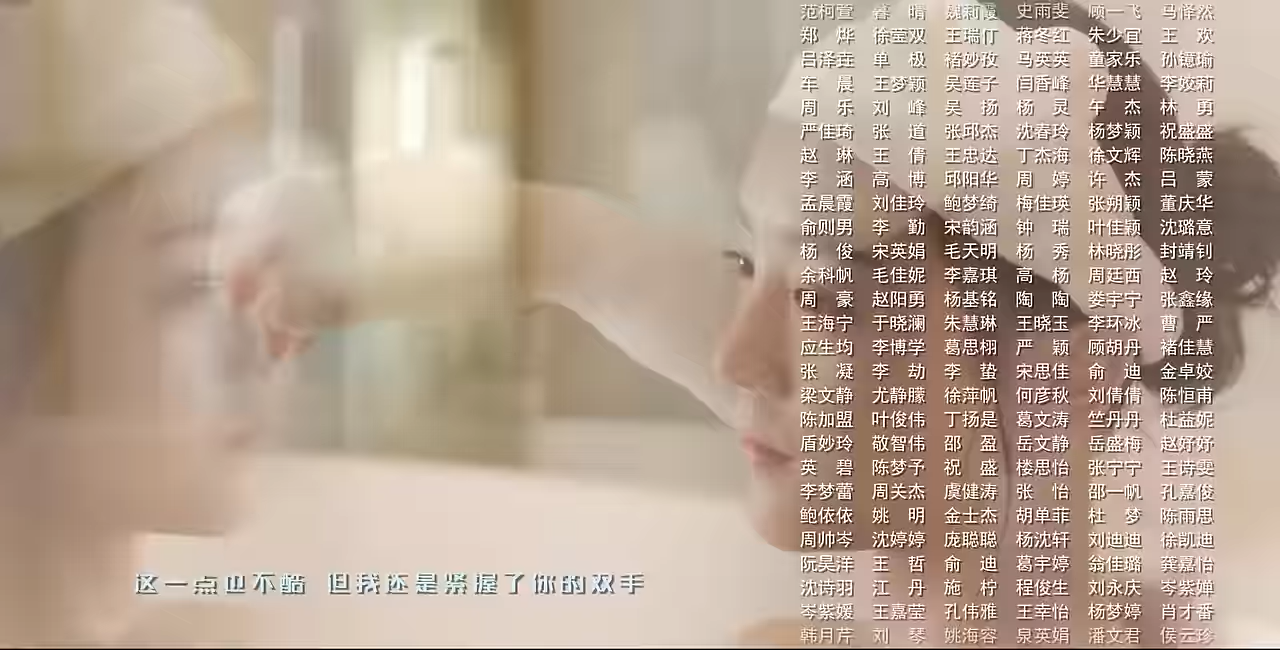 范柯萱 暮晴 魏莉霞 史雨斐 顾一飞 马怿然
郑烨 徐莹双 王瑞仃 蒋冬红 朱少宜 王欢
吕泽茳 单极 褚妙孜 马英英 童家乐 孙镱瑜
车晨 王梦颖 吴莲子 闫香峰 华慧慧 李姣莉
周乐 刘峰 吴扬 杨灵 午杰 林勇
严佳琦 张道 张邱杰 沈春玲 杨梦颖 祝盛盛
赵琳 王倩 王忠达 丁杰海 徐文辉 陈晓燕
李涵 高博 邱阳华 周婷 许杰 吕蒙
孟晨霞 刘佳玲 鲍梦绮 梅佳瑛 张朔颖 董庆华
俞则男 李勤 宋韵涵 钟瑞 叶佳颖 沈璐意
杨俊 宋英娟 毛天明 杨秀 林晓彤 封靖钊
余科帆 毛佳妮 李嘉琪 高杨 周廷西 赵玲
周豪 赵阳勇 杨基铭 陶陶 娄宇宁 张鑫缘
王海宁 于晓澜 朱慧琳 王晓玉 李环冰 曹严
应生均 李博学 葛思栩 严颖 顾胡丹 褚佳慧
张凝 李劫 李蛰 宋思佳 俞迪 金卓姣
梁文静 尤静朦 徐萍帆 何彦秋 刘倩倩 陈恒甫
陈加盟 叶俊伟 丁扬是 葛文涛 竺丹丹 杜益妮
盾妙玲 敬智伟 邵盈 岳文静 岳盛梅 赵妤妤
英碧 陈梦予 祝盛 楼思怡 张宁宁 王诗雯
李梦蕾 周关杰 虞健涛 张怡 邵一帆 孔嘉俊
鲍依依 姚明 金士杰 胡单菲 杜梦 陈雨思
周帅岑 沈婷婷 庞聪聪 杨沈轩 刘迪迪 徐凯迪
阮昊洋 王哲 俞迪 葛宇婷 翁佳璐 龚嘉怡
沈诗羽 江丹 施柠 程俊生 刘永庆 岑紫婵
岑紫媛 王嘉莹 孔伟雅 王幸怡 杨梦婷 肖才番
韩月芹 刘琴 姚海容 泉英娟 潘文君 侯云珍
这一点也不酷 但我还是紧握了你的双手